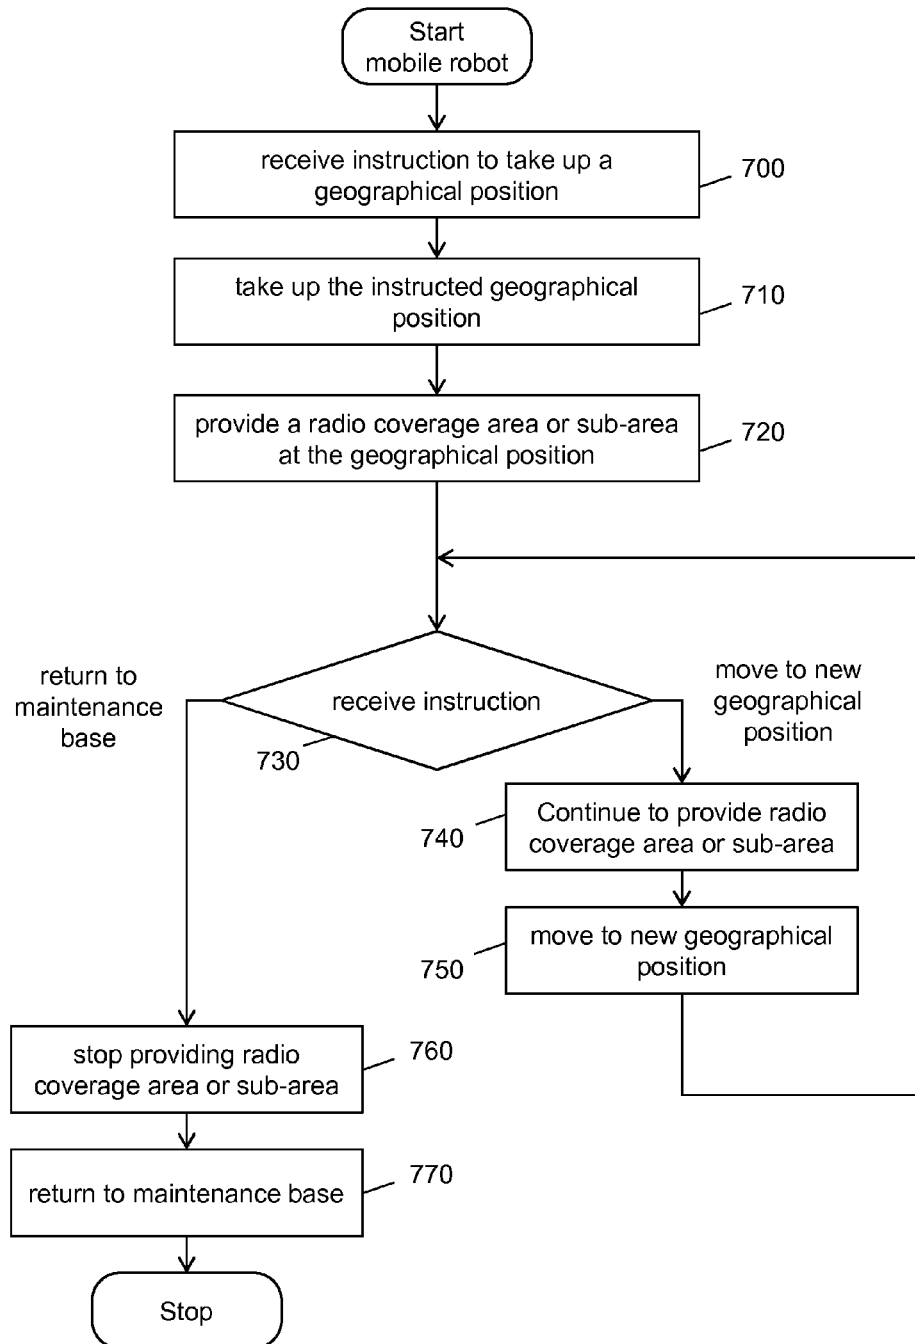 Start
mobile robot
receive instruction to take up a
geographical position
700
take up the instructed geographical
position
710
provide a radio coverage area or sub-area
at the geographical position
720
return to
maintenance
base
receive instruction
730
move to new
geographical
position
740
Continue to provide radio
coverage area or sub-area
750
move to new geographical
position
stop providing radio
coverage area or sub-area
760
return to maintenance base
770
Stop